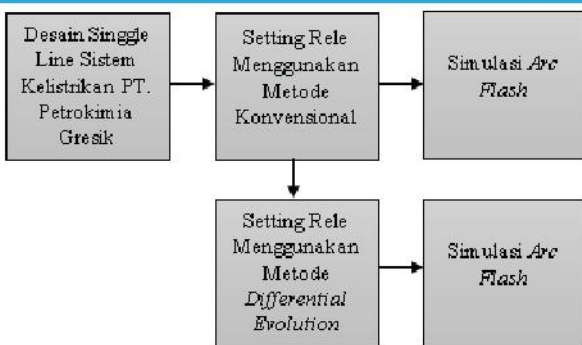 Desain Singgle
Line Sistem
Kelistrikan PT.
Petrokimia
Gresik
Setting Rele
Menggunakan
Metode
Konvensional
Simulasi Arc
Flash
Setting Rele
Menggunakan
Metode
Differential
Evolution
Simulasi Arc
Flash